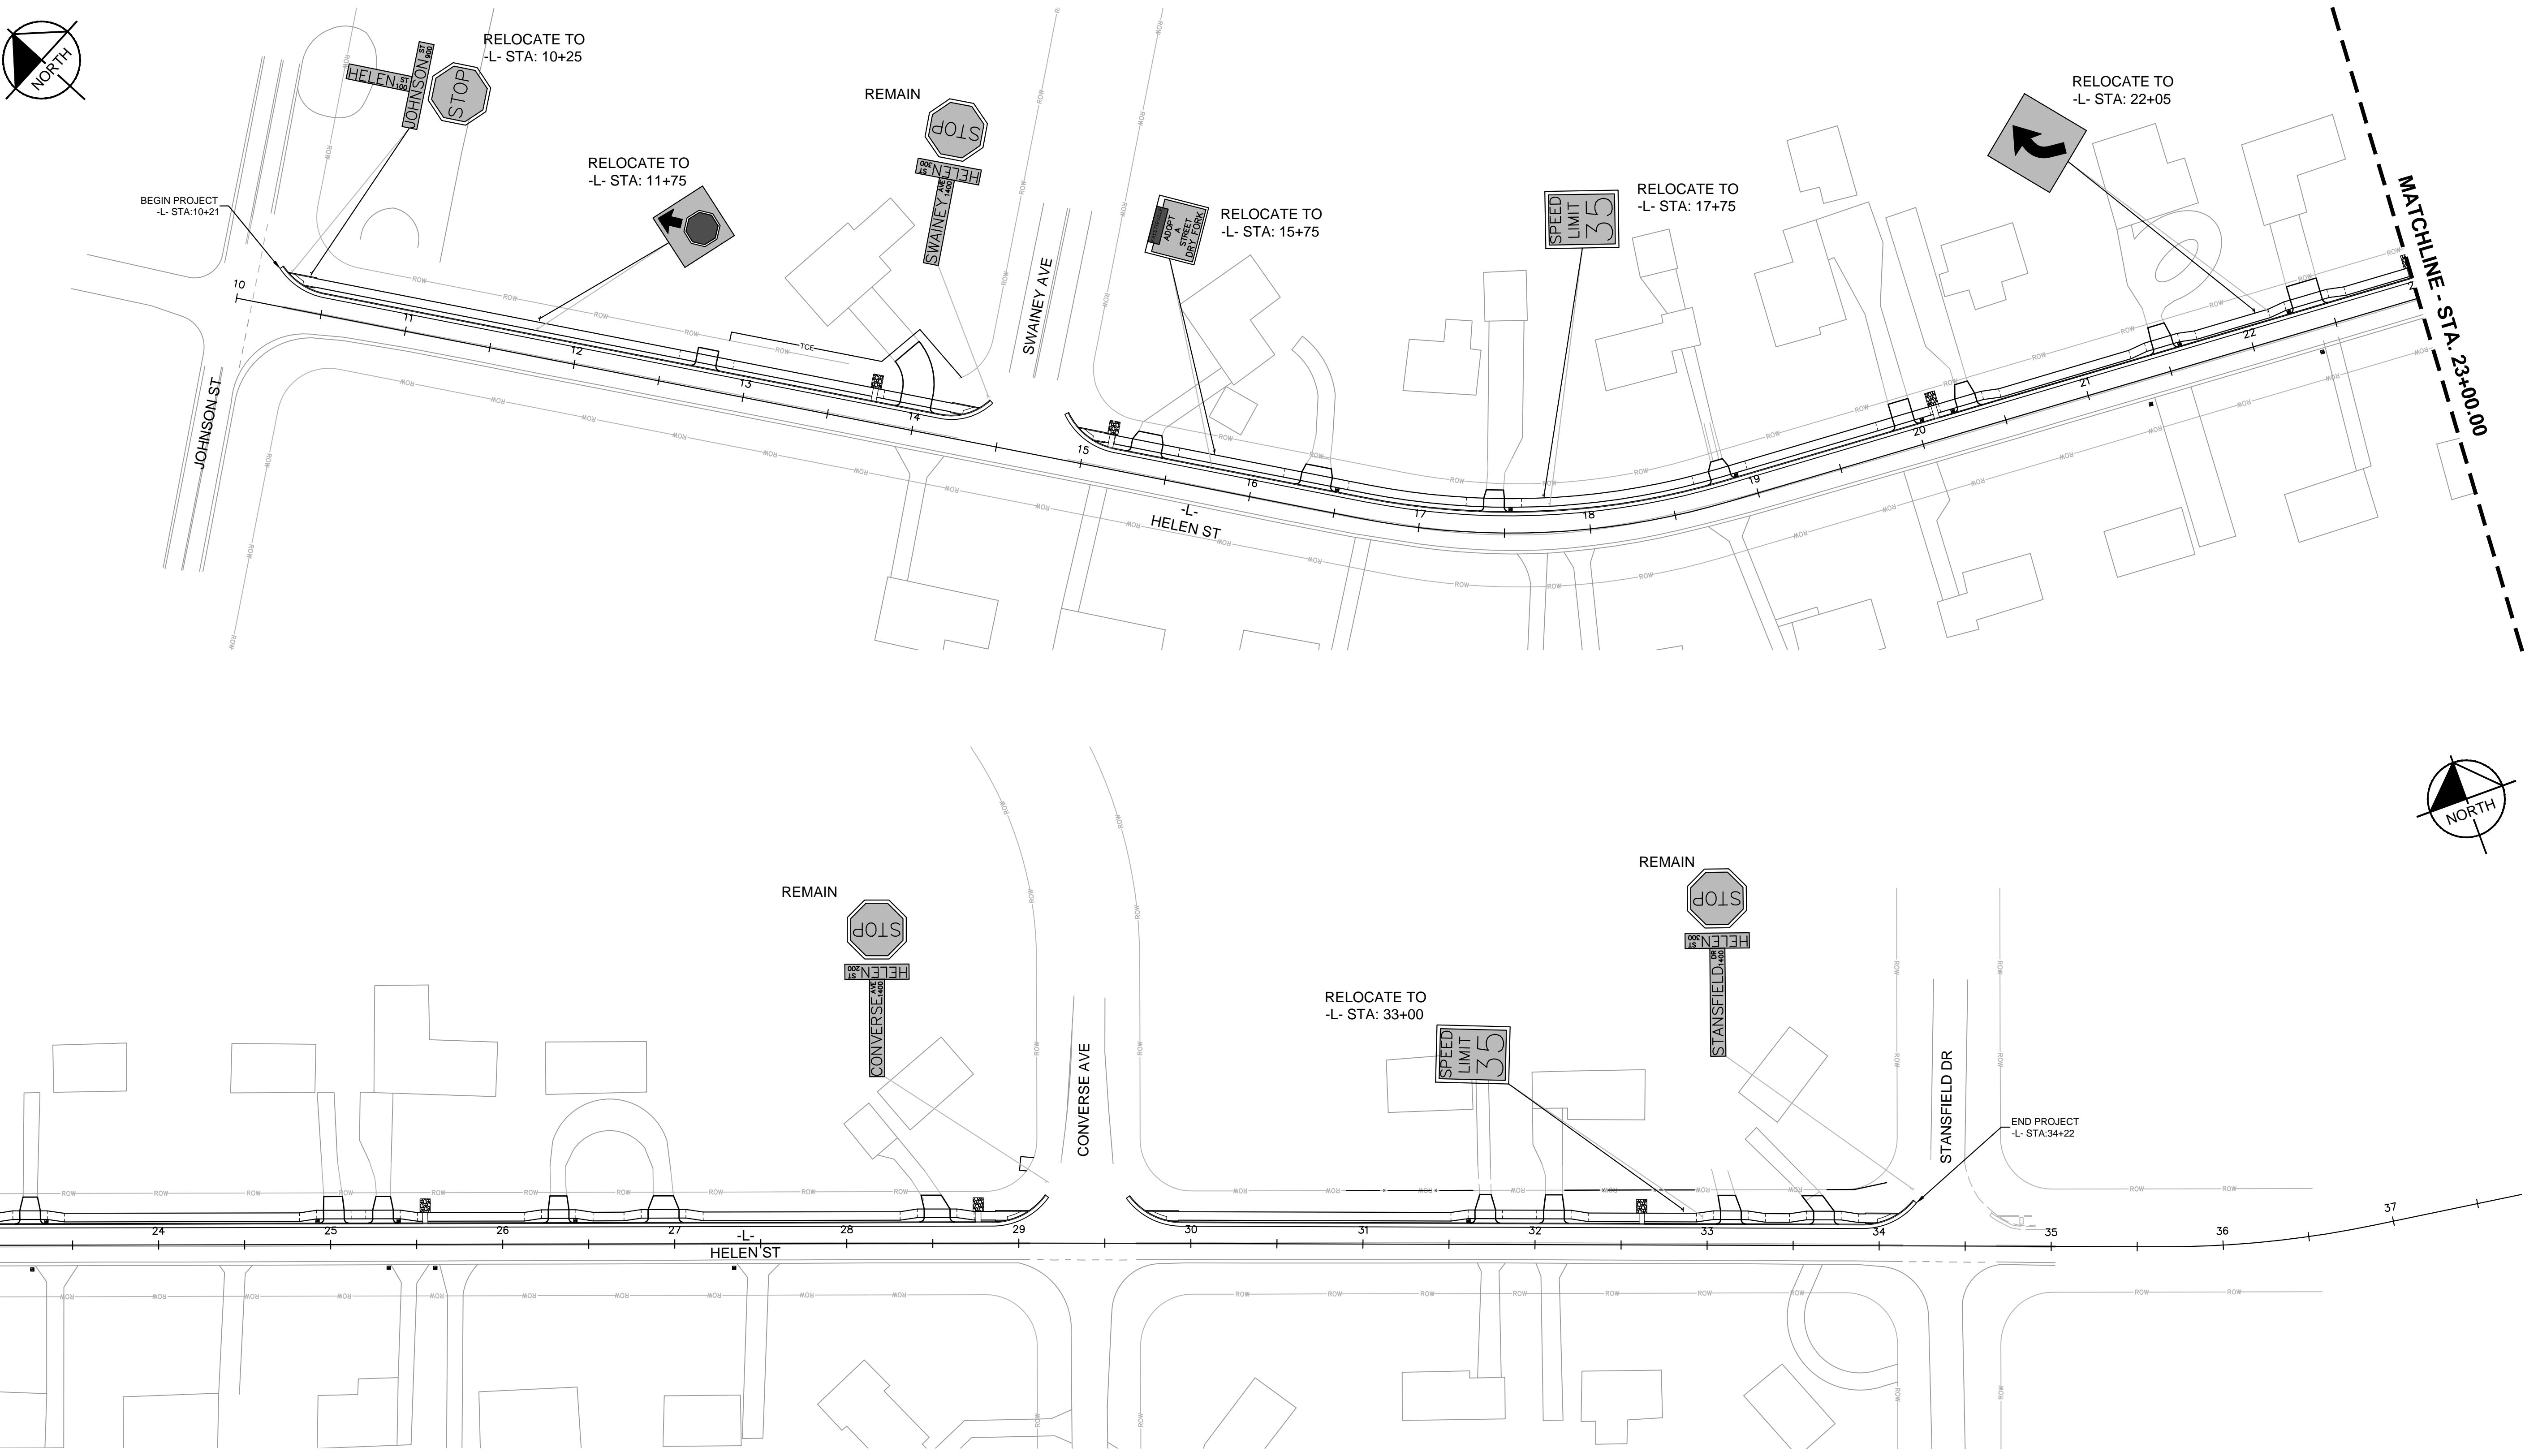 NORTH
HELEN ST 100
JOHNSON ST 900
STOP
RELOCATE TO
-L- STA: 10+25
BEGIN PROJECT
-L- STA:10+21
RELOCATE TO
-L- STA: 11+75
REMAIN
STOP
HELEN ST 300
SWAINEY AVE 1400
SWAINEY AVE
ADOPT
A
STREET
DRY FORK
RELOCATE TO
-L- STA: 15+75
SPEED
LIMIT
35
RELOCATE TO
-L- STA: 17+75
RELOCATE TO
-L- STA: 22+05
MATCHLINE - STA. 23+00.00
JOHNSON ST
TCE
ROW
10
11
12
13
14
15
16
17
18
19
20
21
22
2
-L-
HELEN ST
NORTH
REMAIN
STOP
HELEN ST 200
CONVERSE AVE 1400
CONVERSE AVE
RELOCATE TO
-L- STA: 33+00
SPEED
LIMIT
35
REMAIN
STOP
HELEN ST 300
STANSFIELD DR 1400
STANSFIELD DR
END PROJECT
-L- STA:34+22
ROW
24
25
26
27
28
29
30
31
32
33
34
35
36
37
-L-
HELEN ST